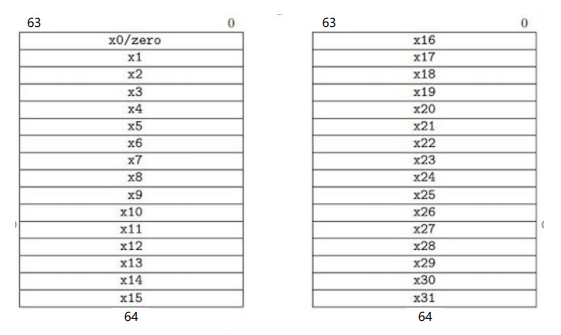 63 0
x0/zero
x1
x2
x3
x4
x5
x6
x7
x8
x9
x10
x11
x12
x13
x14
x15
64
63 0
x16
x17
x18
x19
x20
x21
x22
x23
x24
x25
x26
x27
x28
x29
x30
x31
64